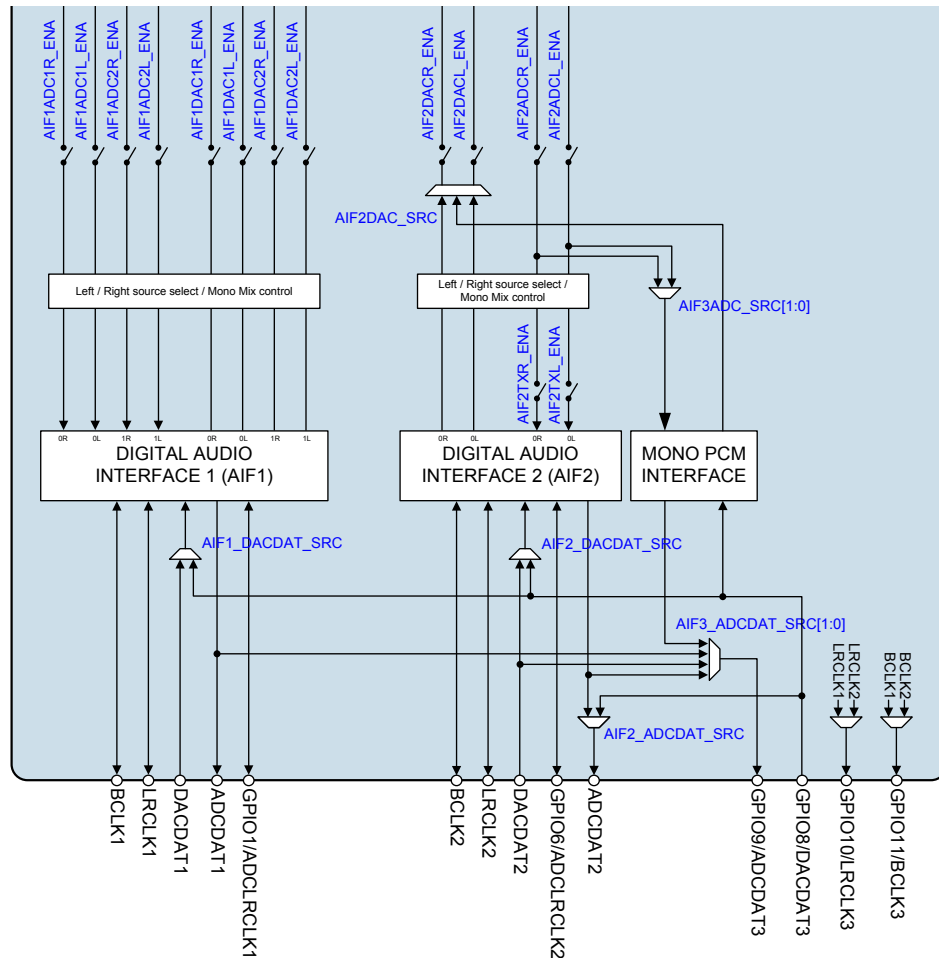 AIF1ADC1R_ENA
AIF1ADC1L_ENA
AIF1ADC2R_ENA
AIF1ADC2L_ENA
AIF1DAC1R_ENA
AIF1DAC1L_ENA
AIF1DAC2R_ENA
AIF1DAC2L_ENA
AIF2DACR_ENA
AIF2DACL_ENA
AIF2ADCR_ENA
AIF2ADCL_ENA
AIF2DAC_SRC
Left / Right source select / Mono Mix control
Left / Right source select /
Mono Mix control
AIF3ADC_SRC[1:0]
AIF2TXR_ENA
AIF2TXL_ENA
0R
0L
1R
1L
0R
0L
1R
1L
DIGITAL AUDIO
INTERFACE 1 (AIF1)
0R
0L
0R
0L
DIGITAL AUDIO
INTERFACE 2 (AIF2)
MONO PCM
INTERFACE
AIF1_DACDAT_SRC
AIF2_DACDAT_SRC
AIF3_ADCDAT_SRC[1:0]
LRCLK1
LRCLK2
BCLK1
BCLK2
AIF2_ADCDAT_SRC
BCLK1
LRCLK1
DACDAT1
ADCDAT1
GPIO1/ADCLRCLK1
BCLK2
LRCLK2
DACDAT2
GPIO6/ADCLRCLK2
ADCDAT2
GPIO9/ADCDAT3
GPIO8/DACDAT3
GPIO10/LRCLK3
GPIO11/BCLK3